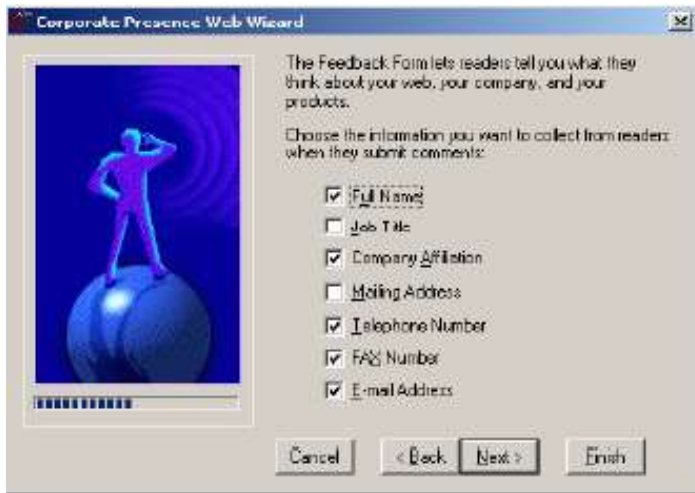 Corporate Presence Web Wizard
The Feedback Form lets readers tell you what they
think about your web, your company, and your
products.
Choose the information you want to collect from readers
when they submit comments:
Full Name
Job Title
Company Affiliation
Mailing Address
Telephone Number
FAX Number
E-mail Address
Cancel
< Back
Next >
Finish